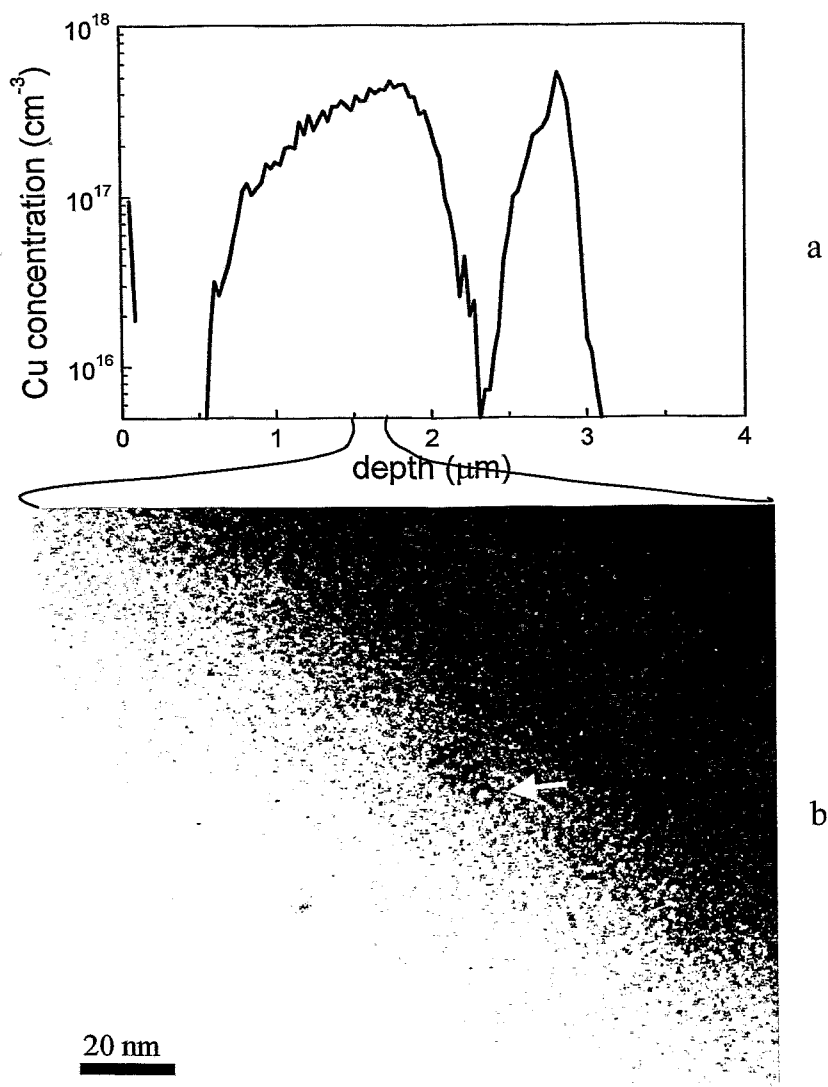 10^18
10^17
10^16
Cu concentration (cm^-3)
0 1 2 3 4
depth (μm)
a
b
20 nm